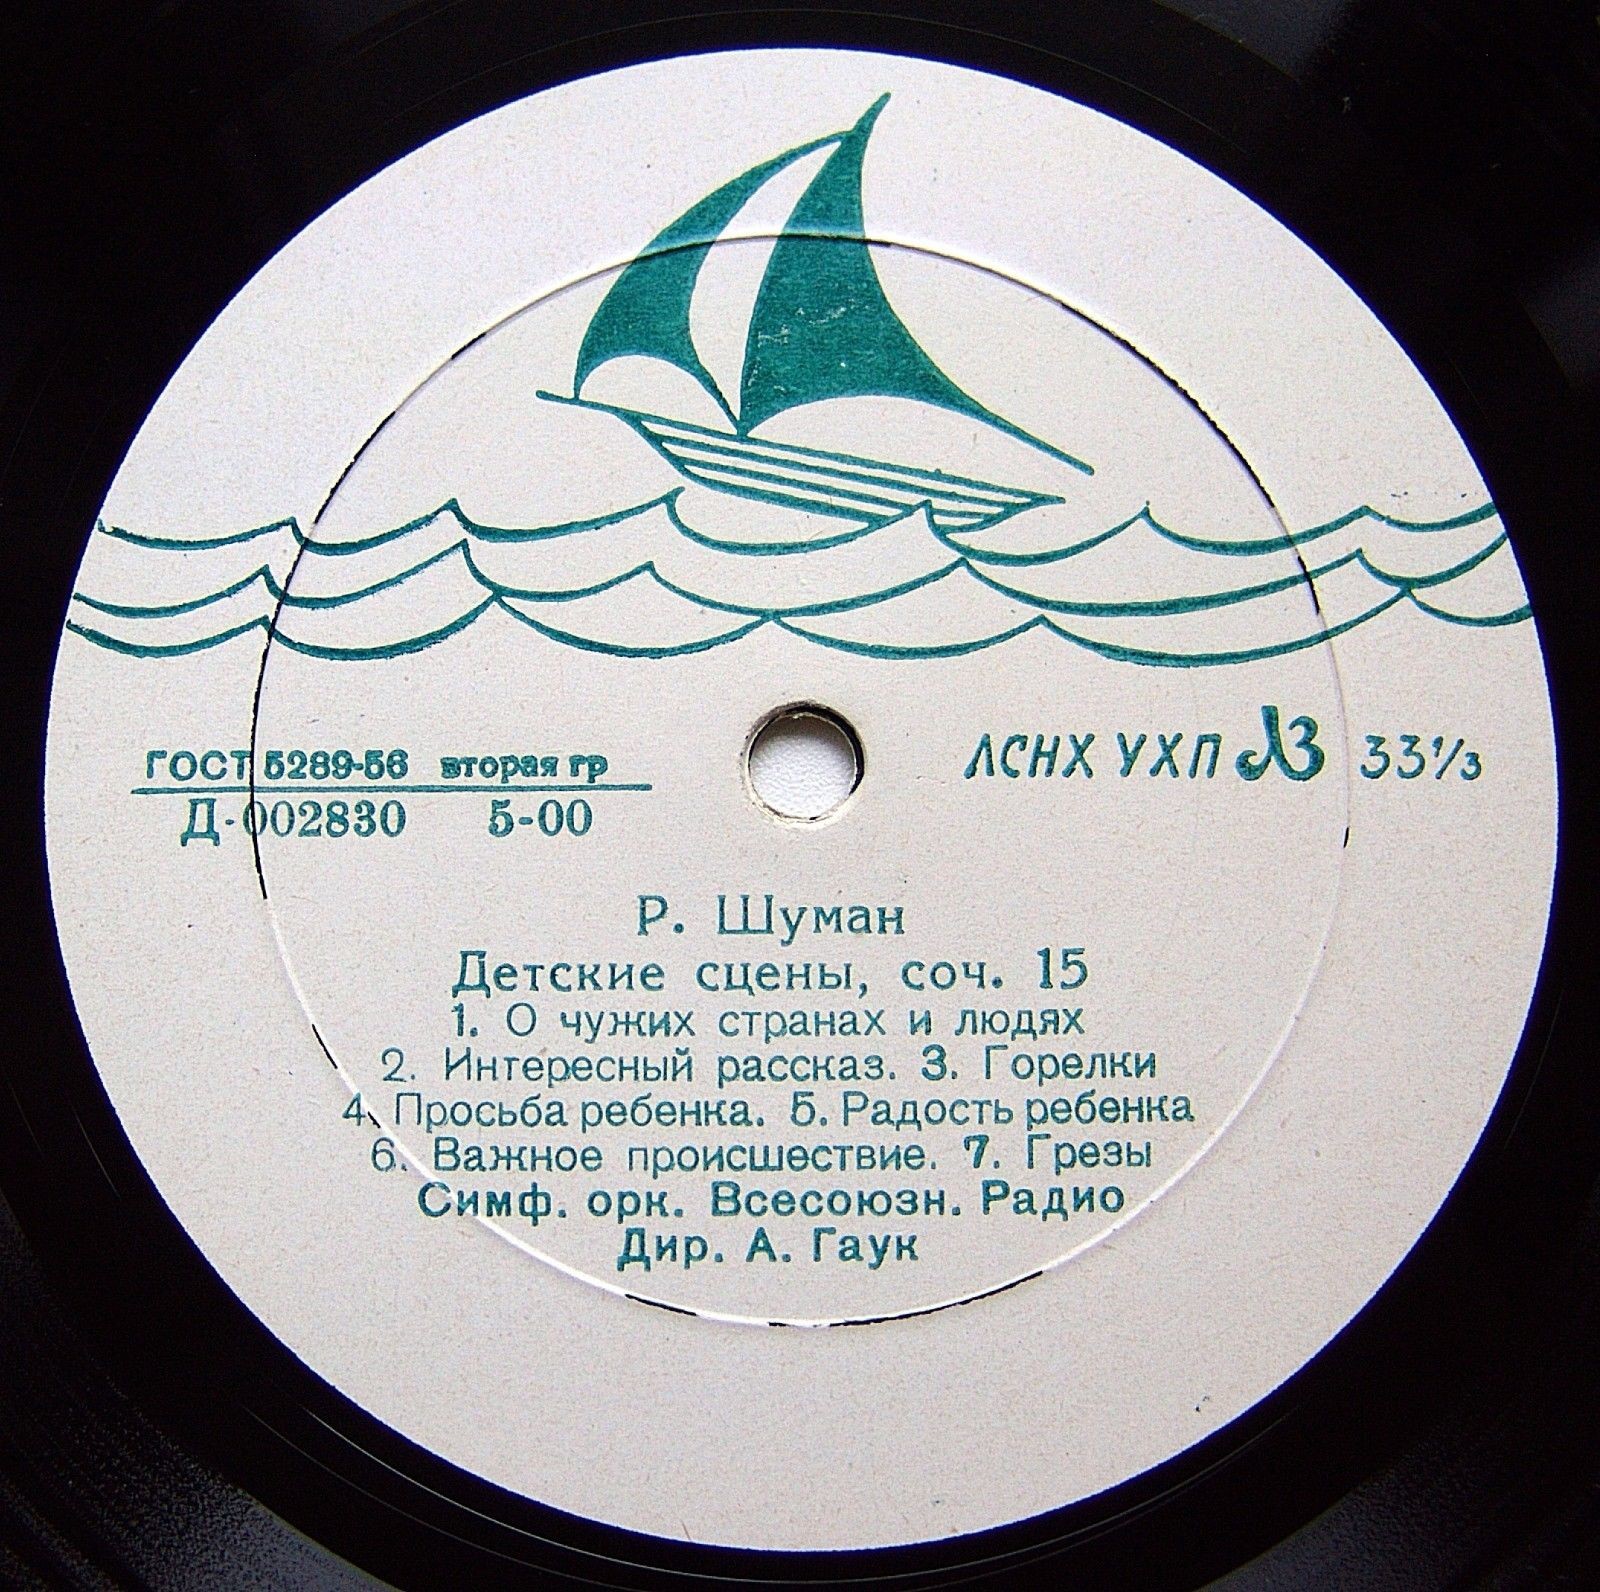 ГОСТ 5289-56 вторая гр
Д-002830 5-00
ЛСНХ УХП ЛЗ 33⅓
Р. Шуман
Детские сцены, соч. 15
1. О чужих странах и людях
2. Интересный рассказ. 3. Горелки
4. Просьба ребенка. 5. Радость ребенка
6. Важное происшествие. 7. Грезы
Симф. орк. Всесоюзн. Радио
Дир. А. Гаук